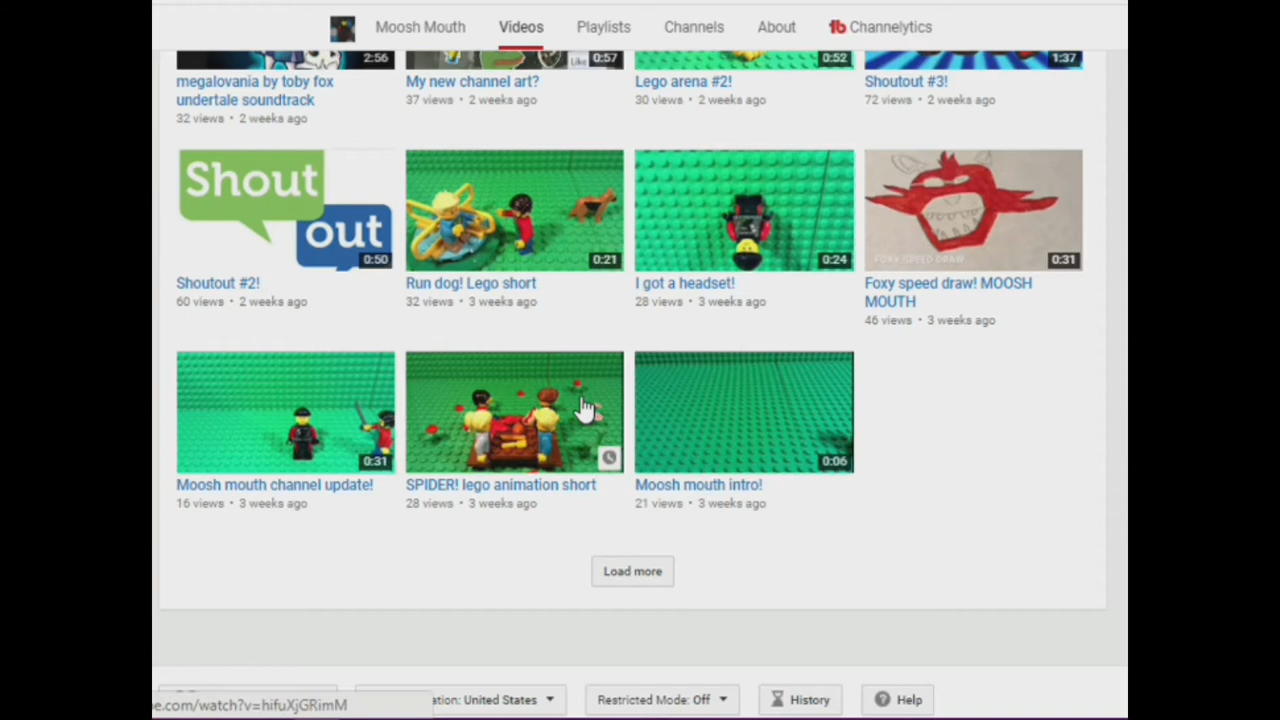 Moosh Mouth Videos Playlists Channels About Channelytics
2:56 Like 0:57 0:52 1:37
megalovania by toby fox
undertale soundtrack
32 views • 2 weeks ago
My new channel art?
37 views • 2 weeks ago
Lego arena #2!
30 views • 2 weeks ago
Shoutout #3!
72 views • 2 weeks ago
Shout
out
0:50
Shoutout #2!
60 views • 2 weeks ago
0:21
Run dog! Lego short
32 views • 3 weeks ago
0:24
I got a headset!
28 views • 3 weeks ago
FOXY SPEED DRAW
0:31
Foxy speed draw! MOOSH
MOUTH
46 views • 3 weeks ago
0:31
Moosh mouth channel update!
16 views • 3 weeks ago
SPIDER! lego animation short
28 views • 3 weeks ago
0:06
Moosh mouth intro!
21 views • 3 weeks ago
Load more
ation: United States Restricted Mode: Off History Help
e.com/watch?v=hifuXjGRimM